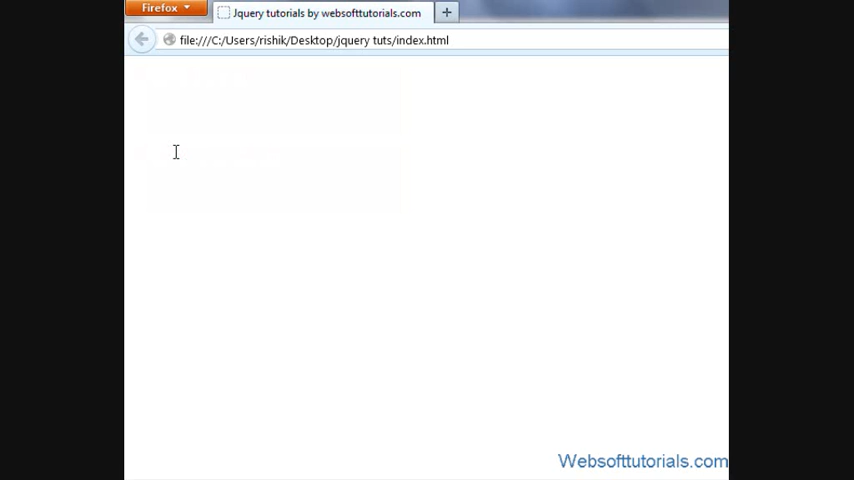 Firefox
Jquery tutorials by websofttutorials.com
file:///C:/Users/rishik/Desktop/jquery tuts/index.html
Websofttutorials.com